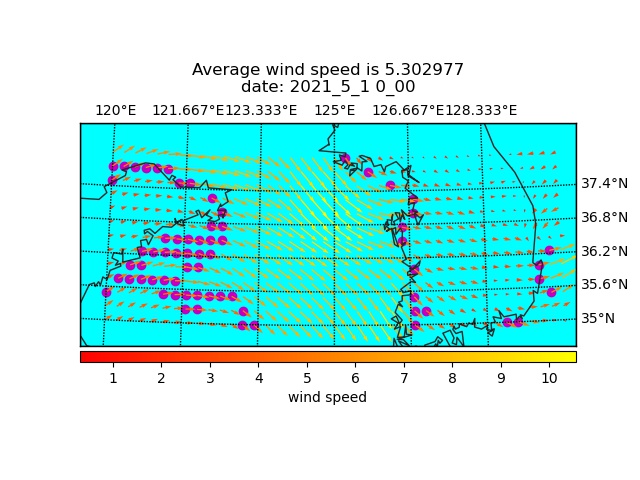 Average wind speed is 5.302977
date: 2021_5_1 0_00
120°E 121.667°E 123.333°E 125°E 126.667°E 128.333°E
37.4°N
36.8°N
36.2°N
35.6°N
35°N
1 2 3 4 5 6 7 8 9 10
wind speed